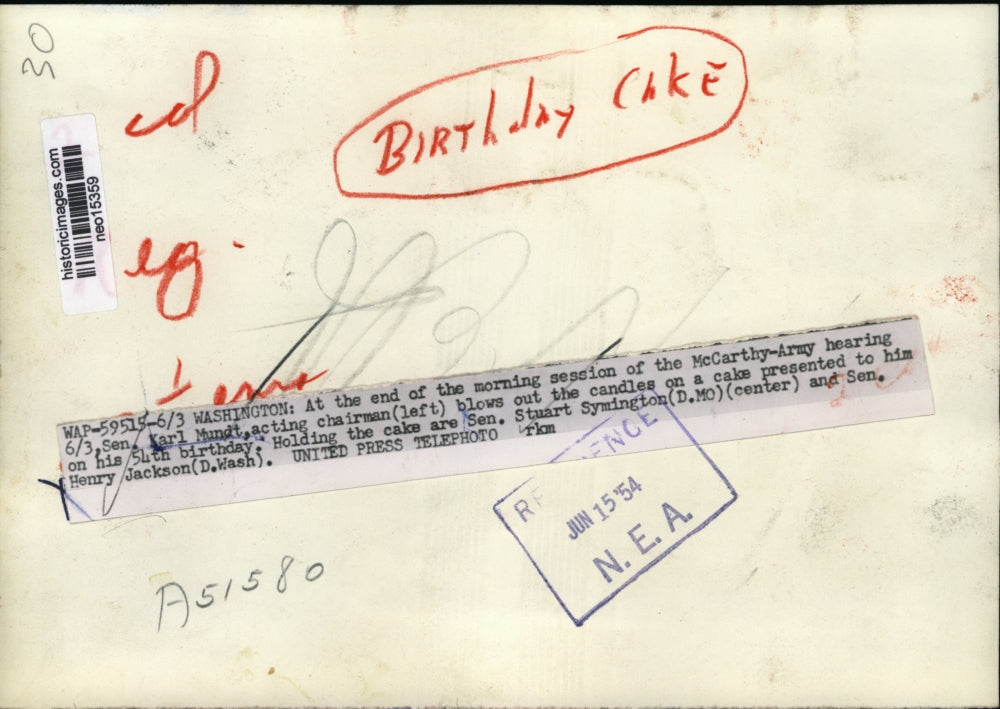 30
BIRthday CAKE
historicimages.com
neo15359
WAP-59515-6/3 WASHINGTON: At the end of the morning session of the McCarthy-Army hearing
6/3,Sen. Karl Mundt,acting chairman(left) blows out the candles on a cake presented to him
on his 54th birthday. Holding the cake are Sen. Stuart Symington(D.MO)(center) and Sen.
Henry Jackson(D.Wash). UNITED PRESS TELEPHOTO rkm
JUN 15 '54
N. E. A.
A51580